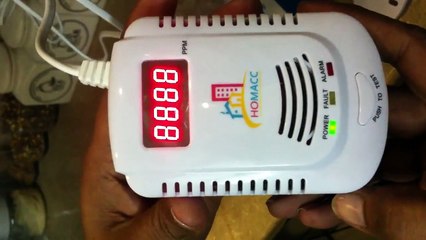 PPM
8888
HOMACC
ALARM
FAULT
POWER
PUSH TO TEST